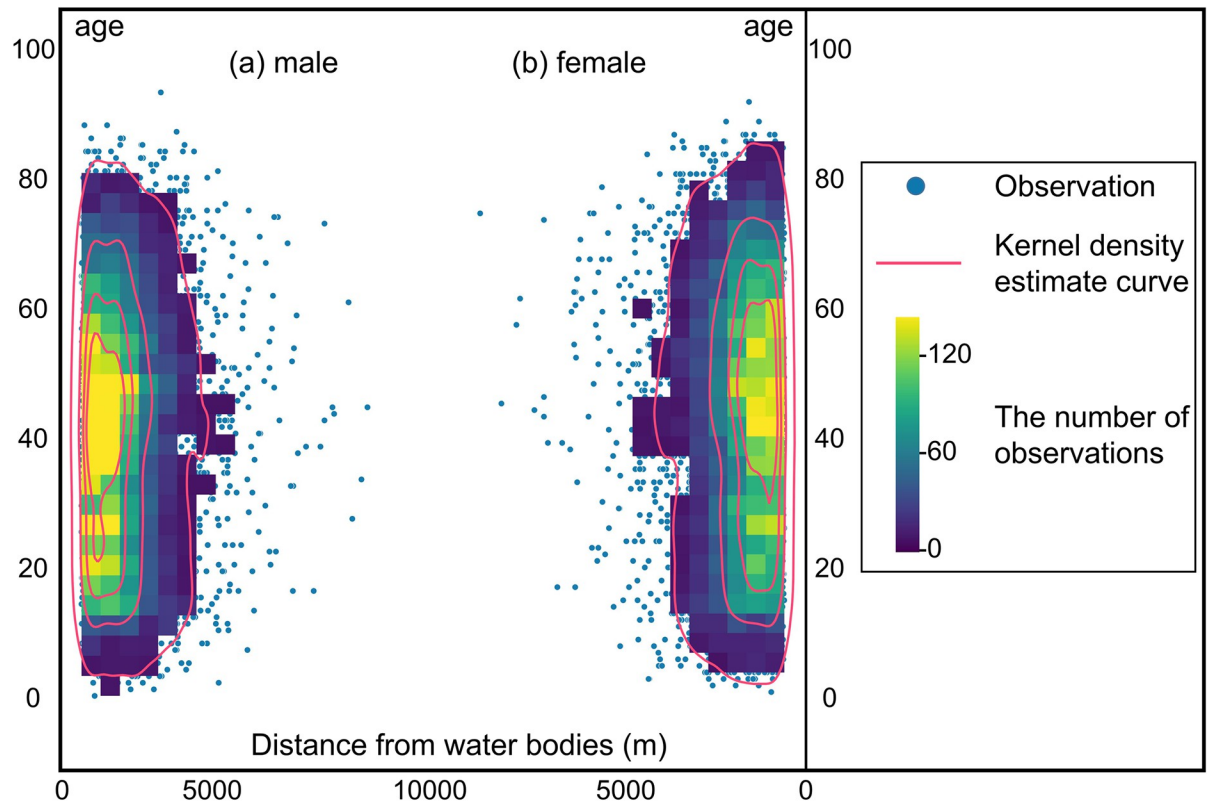 age
age
100
100
(a) male
(b) female
80
80
60
60
40
40
20
20
0
0
Distance from water bodies (m)
0
5000
10000
5000
0
Observation
Kernel density
estimate curve
-120
-60
-0
The number of
observations